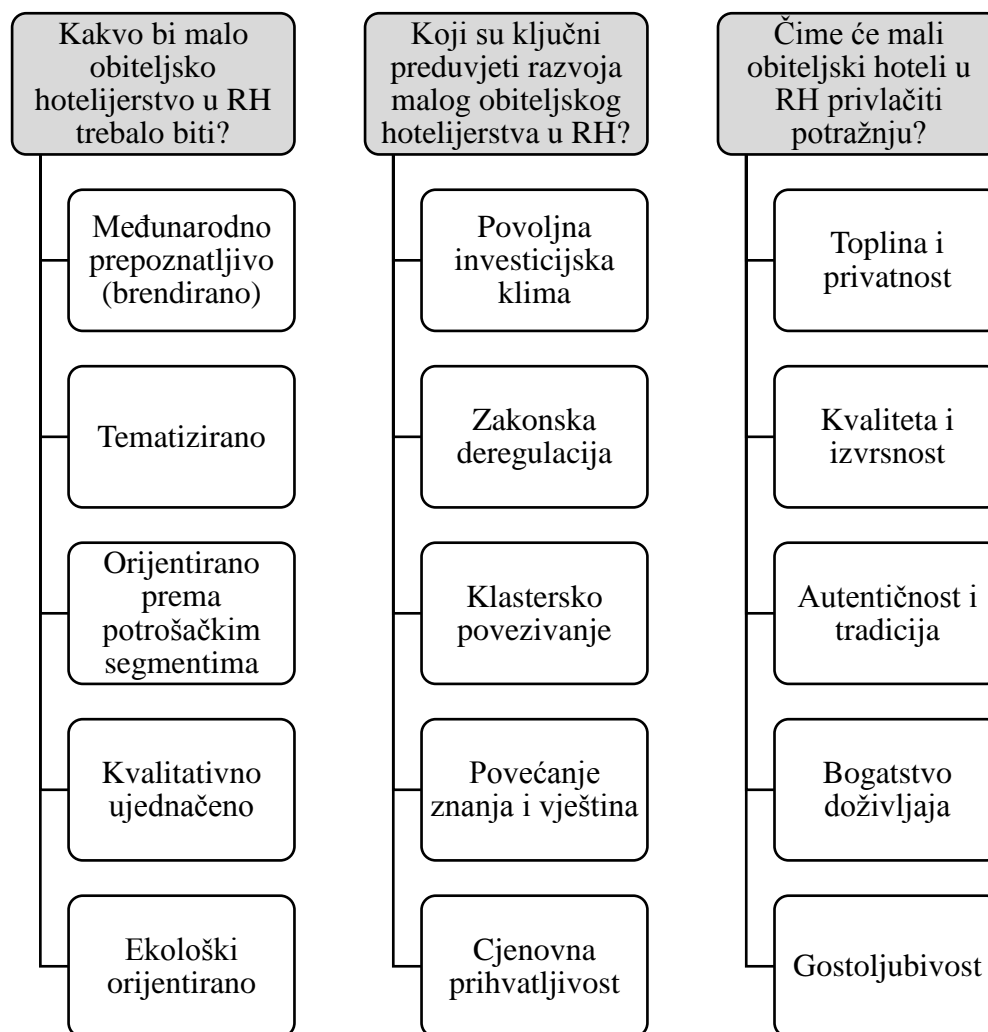 Kakvo bi malo
obiteljsko
hotelijerstvo u RH
trebalo biti?
Međunarodno
prepoznatljivo
(brendirano)
Tematizirano
Orijentirano
prema
potrošačkim
segmentima
Kvalitativno
ujednačeno
Ekološki
orijentirano
Koji su ključni
preduvjeti razvoja
malog obiteljskog
hotelijerstva u RH?
Povoljna
investicijska
klima
Zakonska
deregulacija
Klastersko
povezivanje
Povećanje
znanja i vještina
Cjenovna
prihvatljivost
Čime će mali
obiteljski hoteli u
RH privlačiti
potražnju?
Toplina i
privatnost
Kvaliteta i
izvrsnost
Autentičnost i
tradicija
Bogatstvo
doživljaja
Gostoljubivost